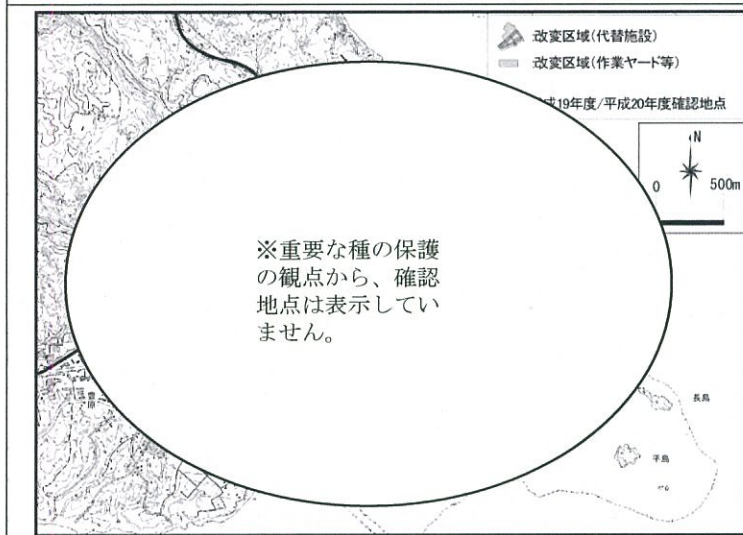 改変区域(代替施設)
改変区域(作業ヤード等)
成19年度/平成20年度確認地点
N
0 500m
※重要な種の保護
の観点から、確認
地点は表示してい
ません。
豊原
長島
平島